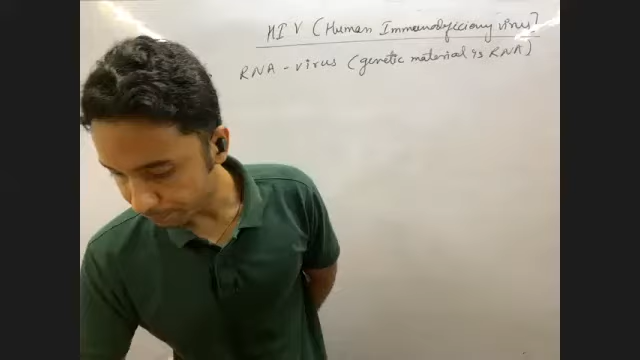 HIV (Human Immunodeficiency virus)
RNA - virus (genetic material is RNA)